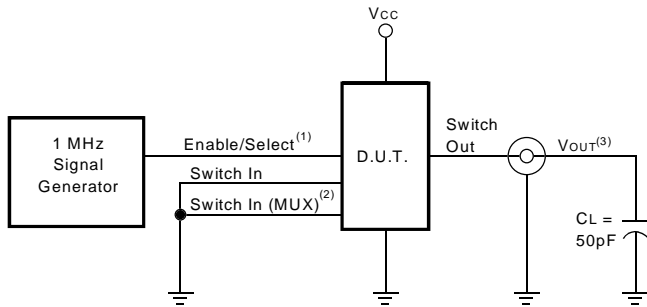 VCC
1 MHz
Signal
Generator
Enable/Select(1)
Switch In
Switch In (MUX)(2)
D.U.T.
Switch
Out
VOUT(3)
CL =
50pF